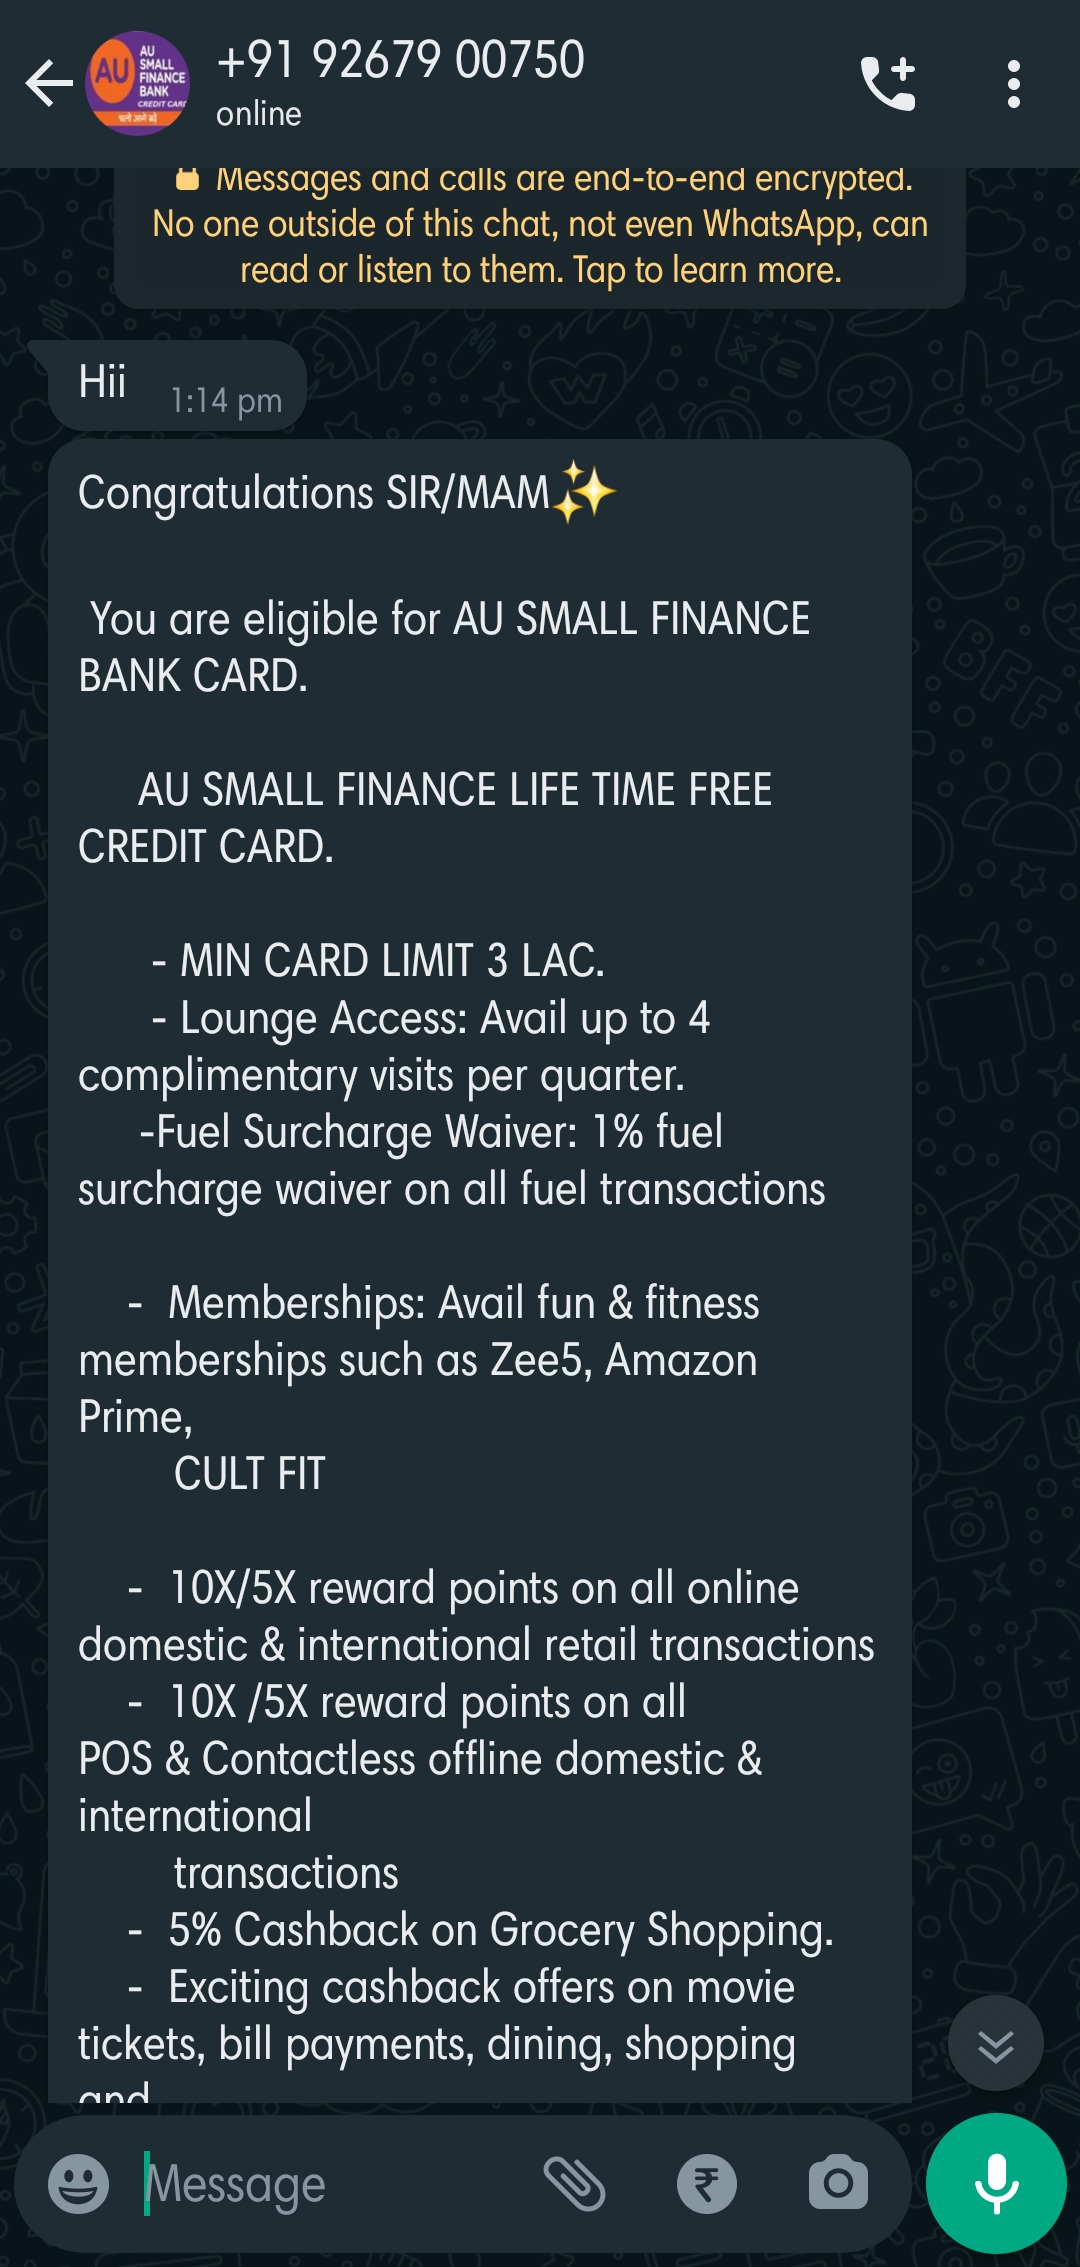 AU
AU
SMALL
FINANCE
BANK
CREDIT CARD
चलो आगे बढ़ें
+91 92679 00750
online
Messages and calls are end-to-end encrypted.
No one outside of this chat, not even WhatsApp, can
read or listen to them. Tap to learn more.
Hii
1:14 pm
Congratulations SIR/MAM✨
You are eligible for AU SMALL FINANCE
BANK CARD.
AU SMALL FINANCE LIFE TIME FREE
CREDIT CARD.
- MIN CARD LIMIT 3 LAC.
- Lounge Access: Avail up to 4
complimentary visits per quarter.
-Fuel Surcharge Waiver: 1% fuel
surcharge waiver on all fuel transactions
- Memberships: Avail fun & fitness
memberships such as Zee5, Amazon
Prime,
CULT FIT
- 10X/5X reward points on all online
domestic & international retail transactions
- 10X /5X reward points on all
POS & Contactless offline domestic &
international
transactions
- 5% Cashback on Grocery Shopping.
- Exciting cashback offers on movie
tickets, bill payments, dining, shopping
and
Message